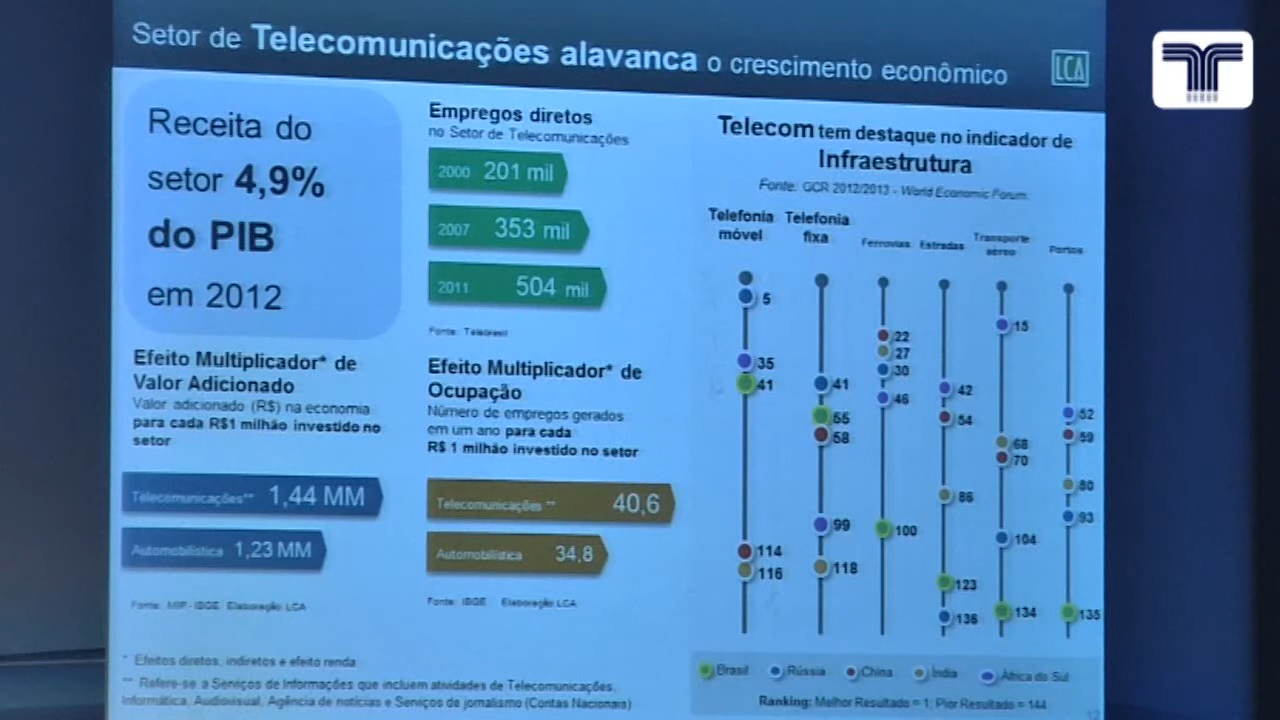 Setor de Telecomunicações alavanca o crescimento econômico
LCA
Receita do
setor 4,9%
do PIB
em 2012
Empregos diretos
no Setor de Telecomunicações
2000 201 mil
2007 353 mil
2011 504 mil
Fonte: Telebrasil
Efeito Multiplicador* de
Valor Adicionado
Valor adicionado (R$) na economia
para cada R$1 milhão investido no
setor
Telecomunicações** 1,44 MM
Automobilística 1,23 MM
Fonte: MIP - IBGE Elaboração LCA
Efeito Multiplicador* de
Ocupação
Número de empregos gerados
em um ano para cada
R$ 1 milhão investido no setor
Telecomunicações ** 40,6
Automobilística 34,8
Fonte: IBGE Elaboração LCA
* Efeitos diretos, indiretos e efeito renda
** Refere-se a Serviços de Informações que incluem atividades de Telecomunicações,
Informática, Audiovisual, Agência de notícias e Serviços de jornalismo (Contas Nacionais)
Telecom tem destaque no indicador de
Infraestrutura
Fonte: GCR 2012/2013 - World Economic Forum.
Telefonia
móvel
5
35
41
114
116
Telefonia
fixa
41
55
58
99
118
Ferrovias
22
27
30
46
100
Estradas
42
54
86
123
136
Transporte
aéreo
15
68
70
104
134
Portos
52
59
80
93
135
Brasil Rússia China Índia África do Sul
Ranking: Melhor Resultado = 1; Pior Resultado = 144